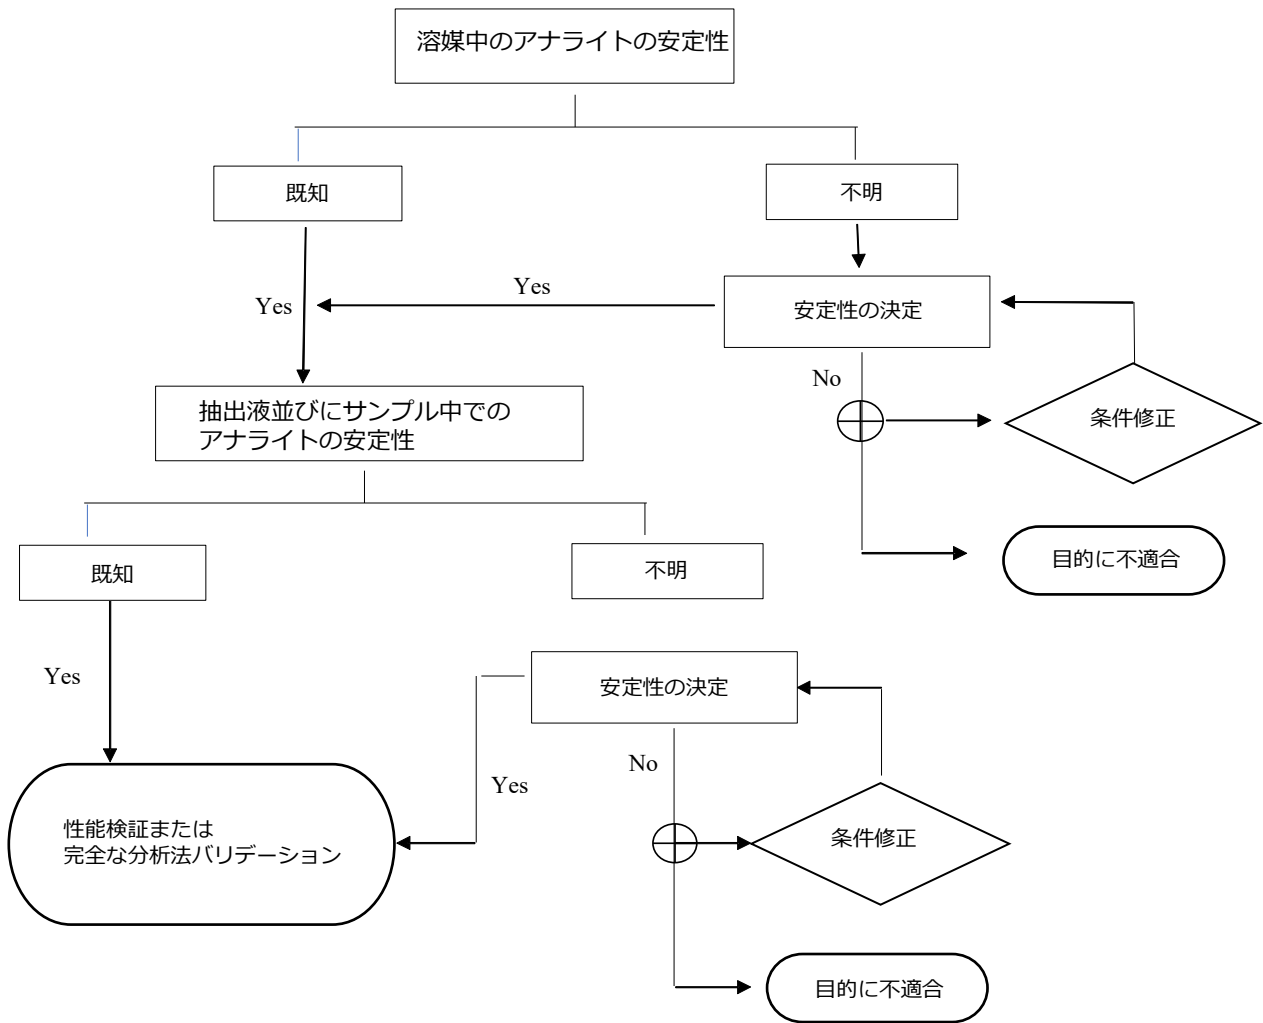 溶媒中のアナライトの安定性
既知
不明
Yes
Yes
安定性の決定
No
条件修正
抽出液並びにサンプル中での
アナライトの安定性
目的に不適合
既知
不明
Yes
安定性の決定
No
Yes
性能検証または
完全な分析法バリデーション
条件修正
目的に不適合